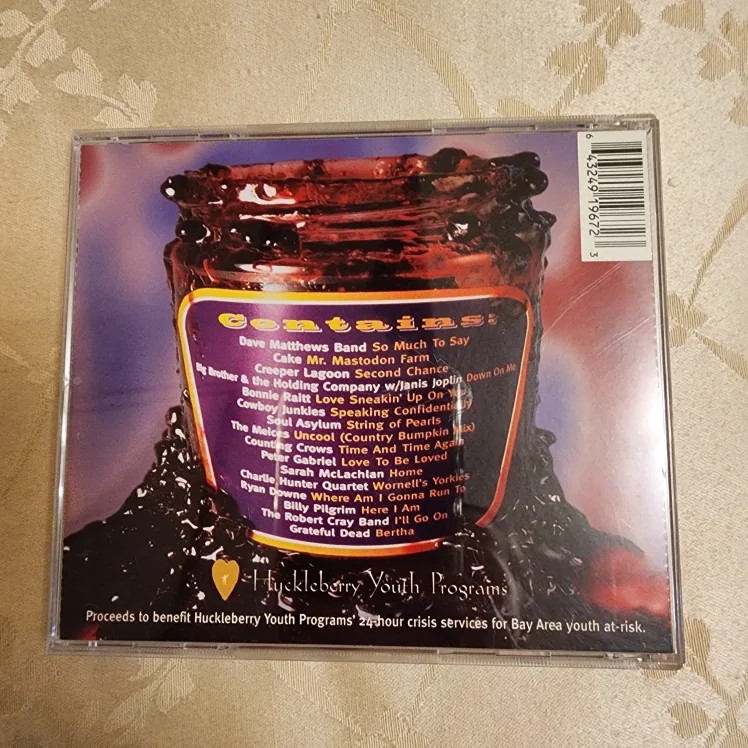 6 43249 19672 3
Contains:
Dave Matthews Band So Much To Say
Cake Mr. Mastodon Farm
Creeper Lagoon Second Chance
Big Brother & the Holding Company w/Janis Joplin Down On Me
Bonnie Raitt Love Sneakin' Up On You
Cowboy Junkies Speaking Confidentially
Soul Asylum String of Pearls
The Meices Uncool (Country Bumpkin Mix)
Counting Crows Time And Time Again
Peter Gabriel Love To Be Loved
Sarah McLachlan Home
Charlie Hunter Quartet Wornell's Yorkies
Ryan Downe Where Am I Gonna Run To
Billy Pilgrim Here I Am
The Robert Cray Band I'll Go On
Grateful Dead Bertha
Huckleberry Youth Programs
Proceeds to benefit Huckleberry Youth Programs' 24-hour crisis services for Bay Area youth at-risk.